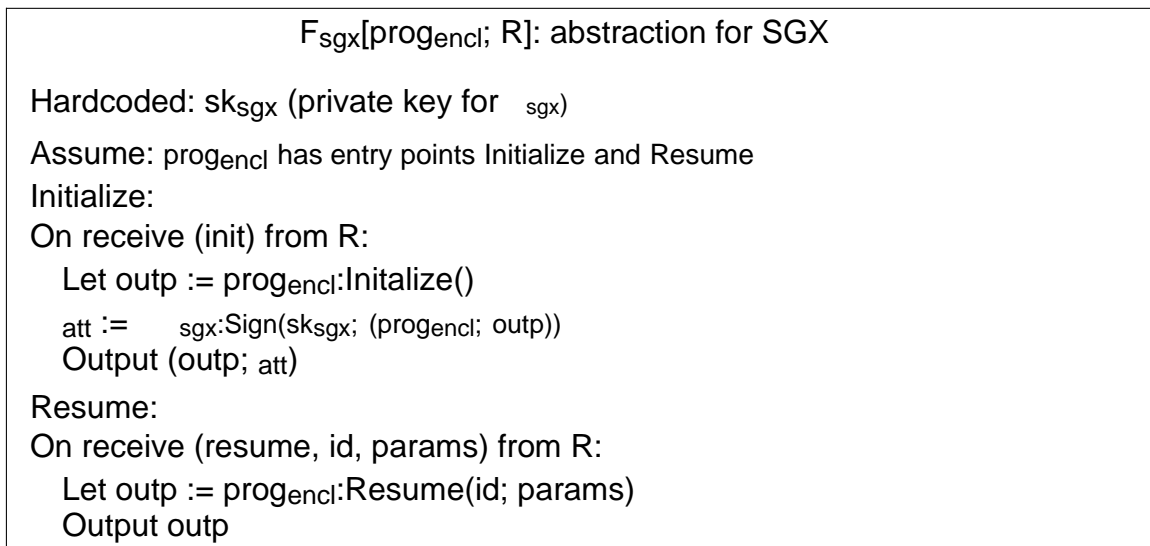 Fsgx[progencl; R]: abstraction for SGX
Hardcoded: sksgx (private key for sgx)
Assume: progencl has entry points Initialize and Resume
Initialize:
On receive (init) from R:
Let outp := progencl:Initalize()
att := sgx:Sign(sksgx; (progencl; outp))
Output (outp; att)
Resume:
On receive (resume, id, params) from R:
Let outp := progencl:Resume(id; params)
Output outp